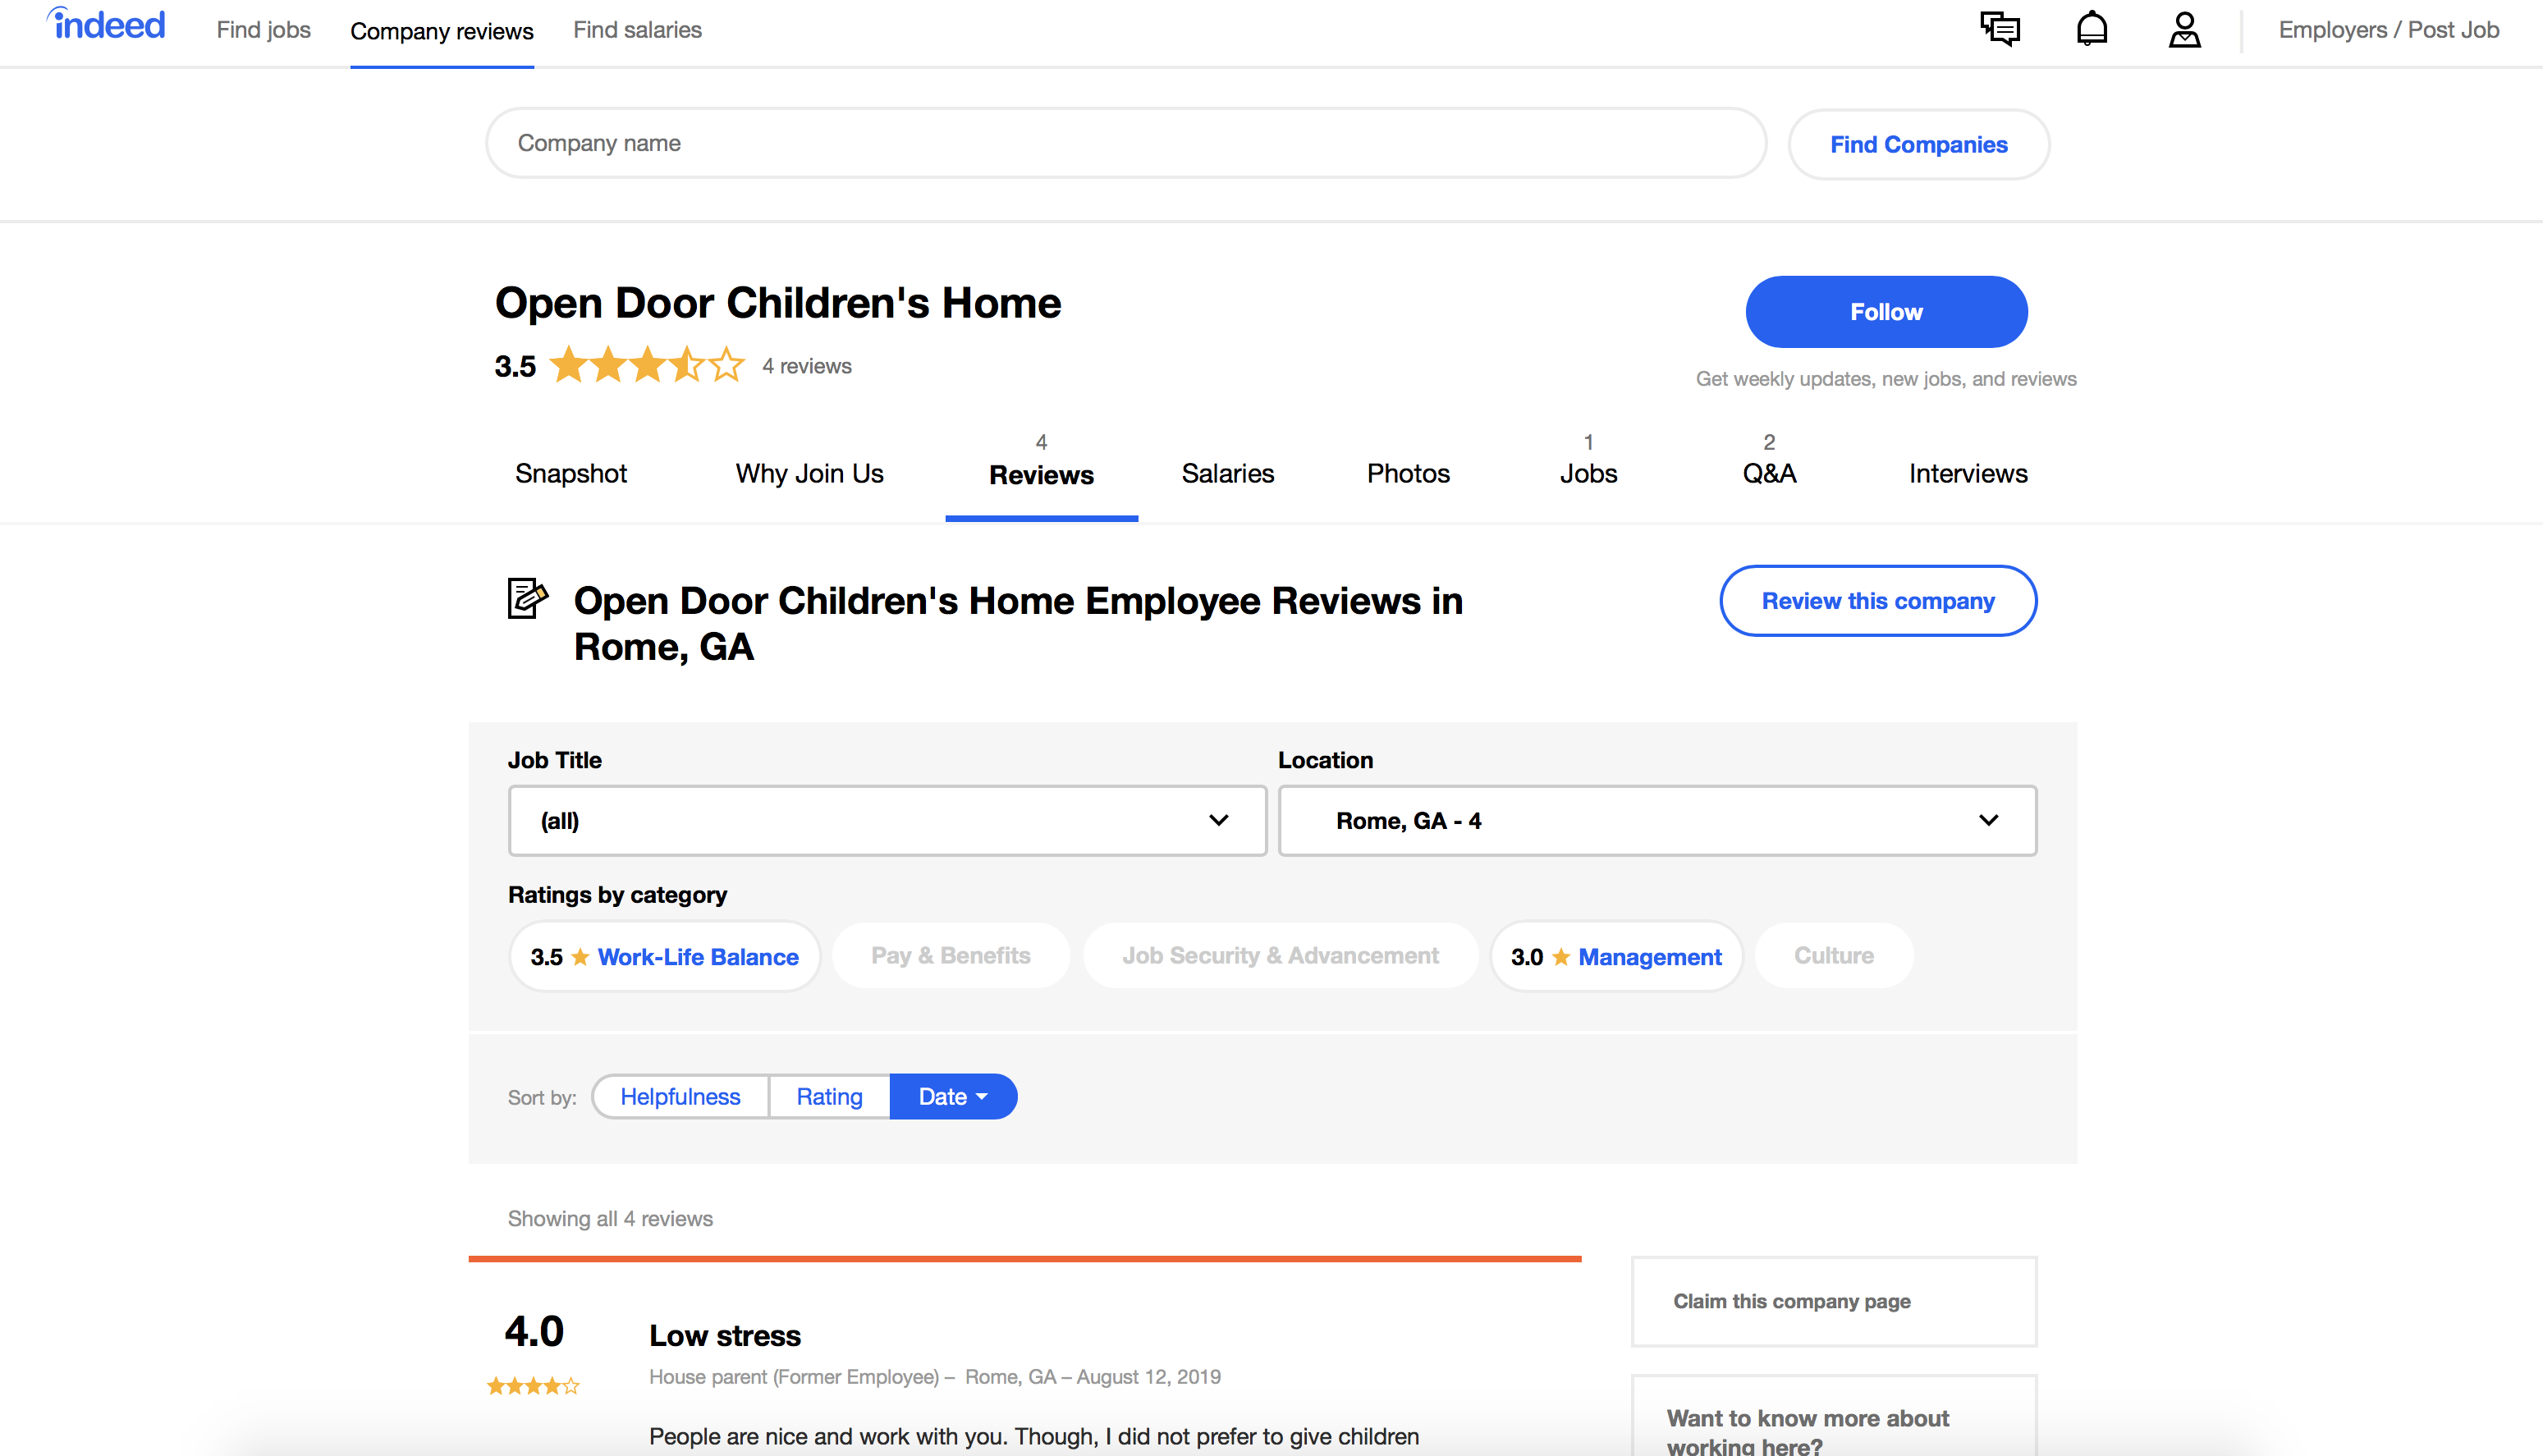 indeed Find jobs Company reviews Find salaries Employers / Post Job
Company name Find Companies
Open Door Children's Home
Follow
3.5 4 reviews
Get weekly updates, new jobs, and reviews
4 1 2
Snapshot Why Join Us Reviews Salaries Photos Jobs Q&A Interviews
Open Door Children's Home Employee Reviews in
Rome, GA
Review this company
Job Title Location
(all) Rome, GA - 4
Ratings by category
3.5 Work-Life Balance Pay & Benefits Job Security & Advancement 3.0 Management Culture
Sort by: Helpfulness Rating Date
Showing all 4 reviews
4.0 Low stress
House parent (Former Employee) – Rome, GA – August 12, 2019
People are nice and work with you. Though, I did not prefer to give children
Claim this company page
Want to know more about
working here?